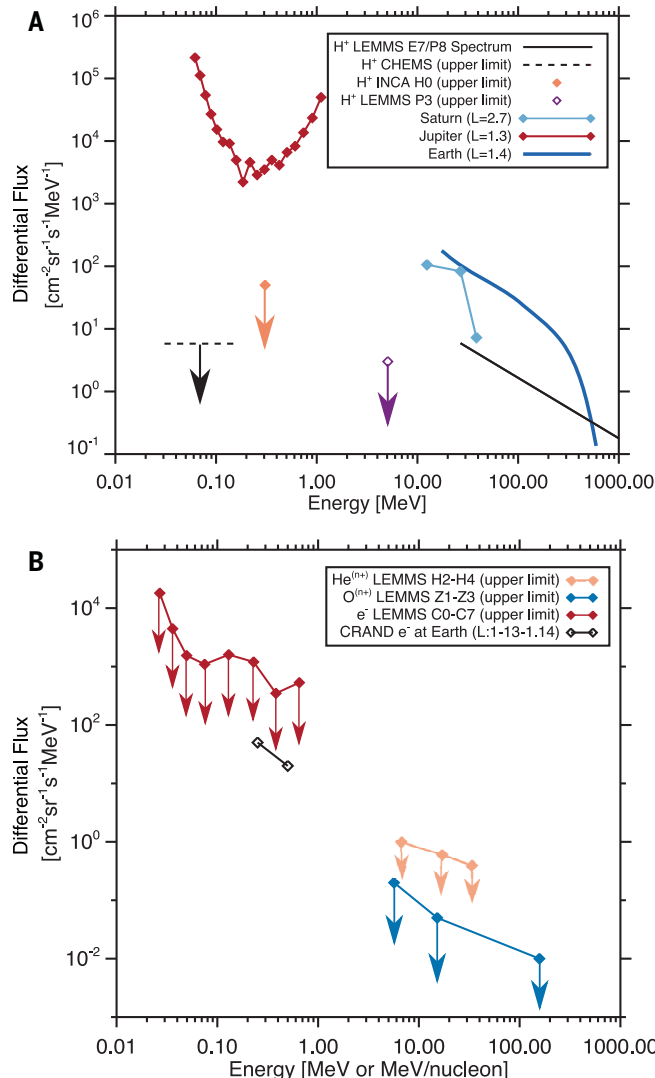 A
10^6
10^5
10^4
10^3
10^2
10^1
10^0
10^-1
Differential Flux
[cm^-2sr^-1s^-1MeV^-1]
H^+ LEMMS E7/P8 Spectrum
H^+ CHEMS (upper limit)
H^+ INCA H0 (upper limit)
H^+ LEMMS P3 (upper limit)
Saturn (L=2.7)
Jupiter (L=1.3)
Earth (L=1.4)
0.01 0.10 1.00 10.00 100.00 1000.00
Energy [MeV]
B
10^4
10^2
10^0
10^-2
Differential Flux
[cm^-2sr^-1s^-1MeV^-1]
He^(n+) LEMMS H2-H4 (upper limit)
O^(n+) LEMMS Z1-Z3 (upper limit)
e^- LEMMS C0-C7 (upper limit)
CRAND e^- at Earth (L:1-13-1.14)
0.01 0.10 1.00 10.00 100.00 1000.00
Energy [MeV or MeV/nucleon]